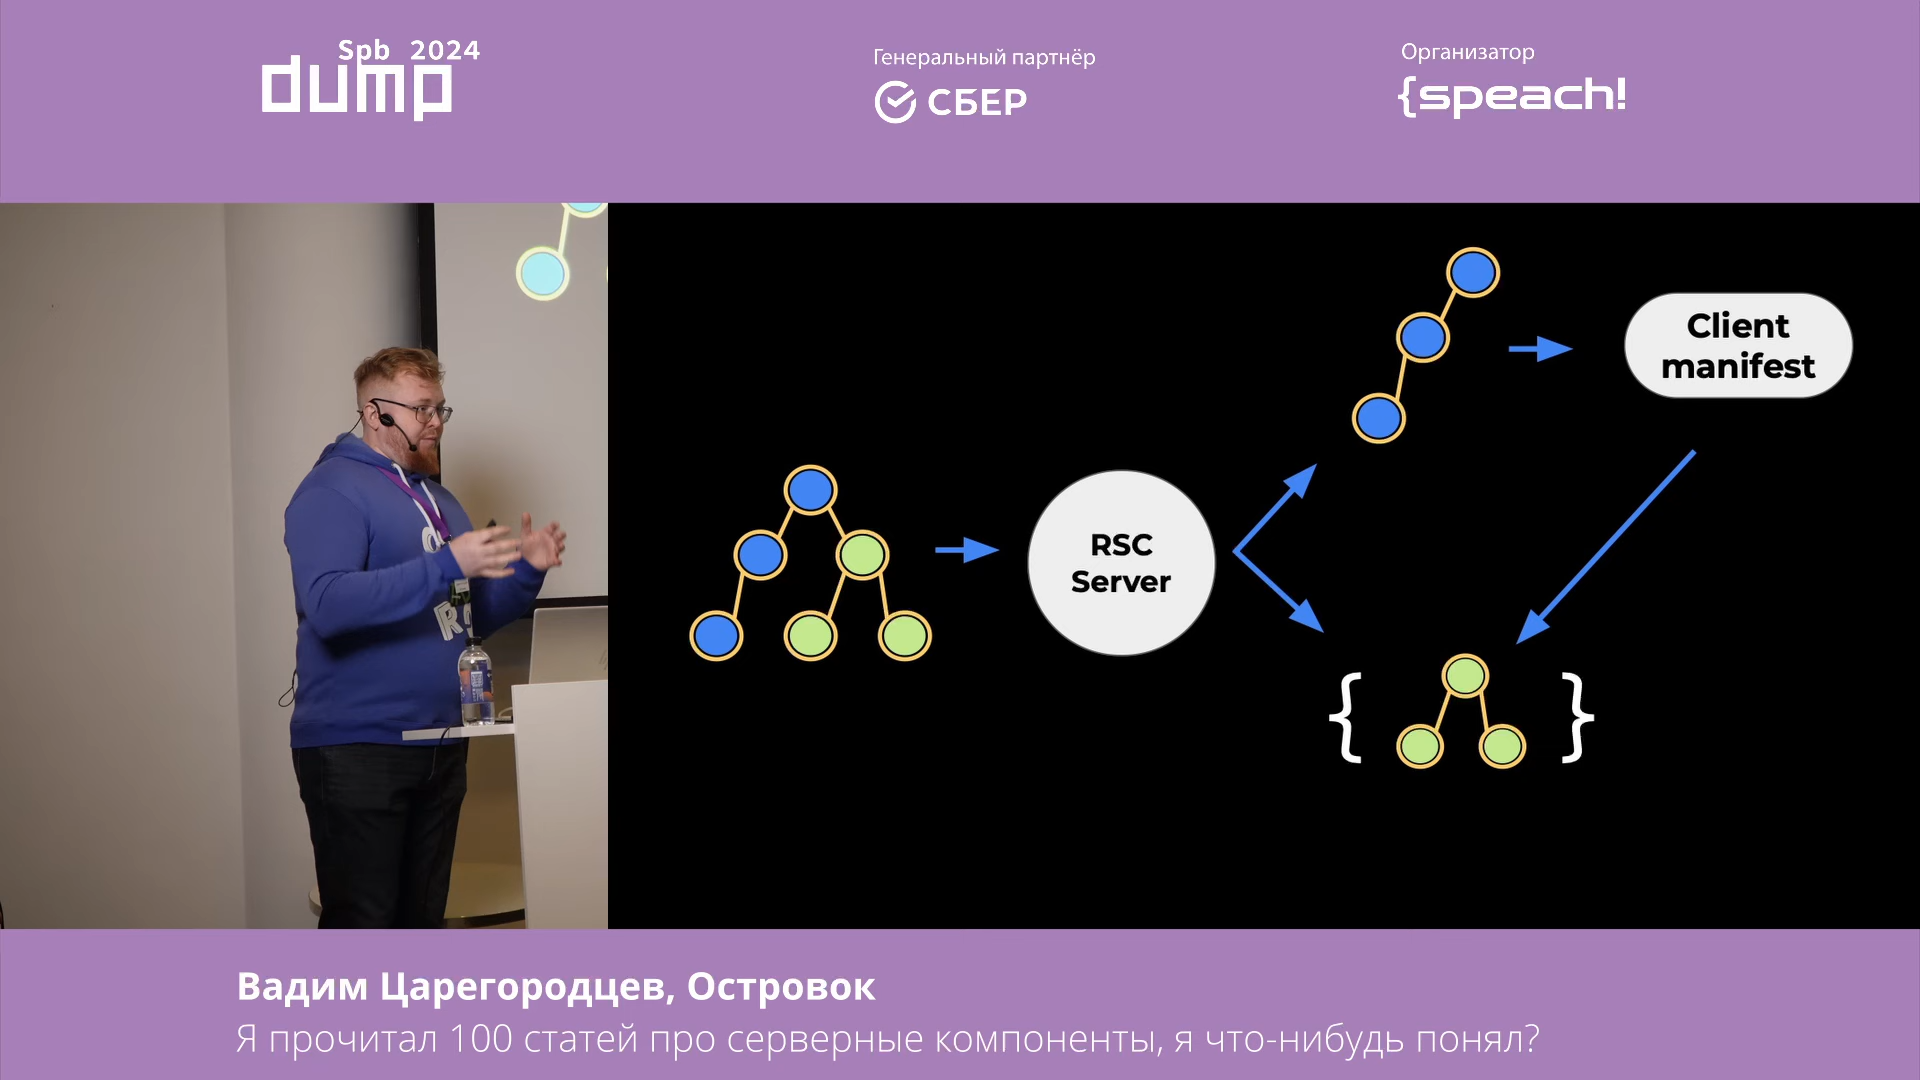 Spb 2024
dump
Генеральный партнёр
СБЕР
Организатор
{speach!
Client
manifest
RSC
Server
{ }
Вадим Царегородцев, Островок
Я прочитал 100 статей про серверные компоненты, я что-нибудь понял?